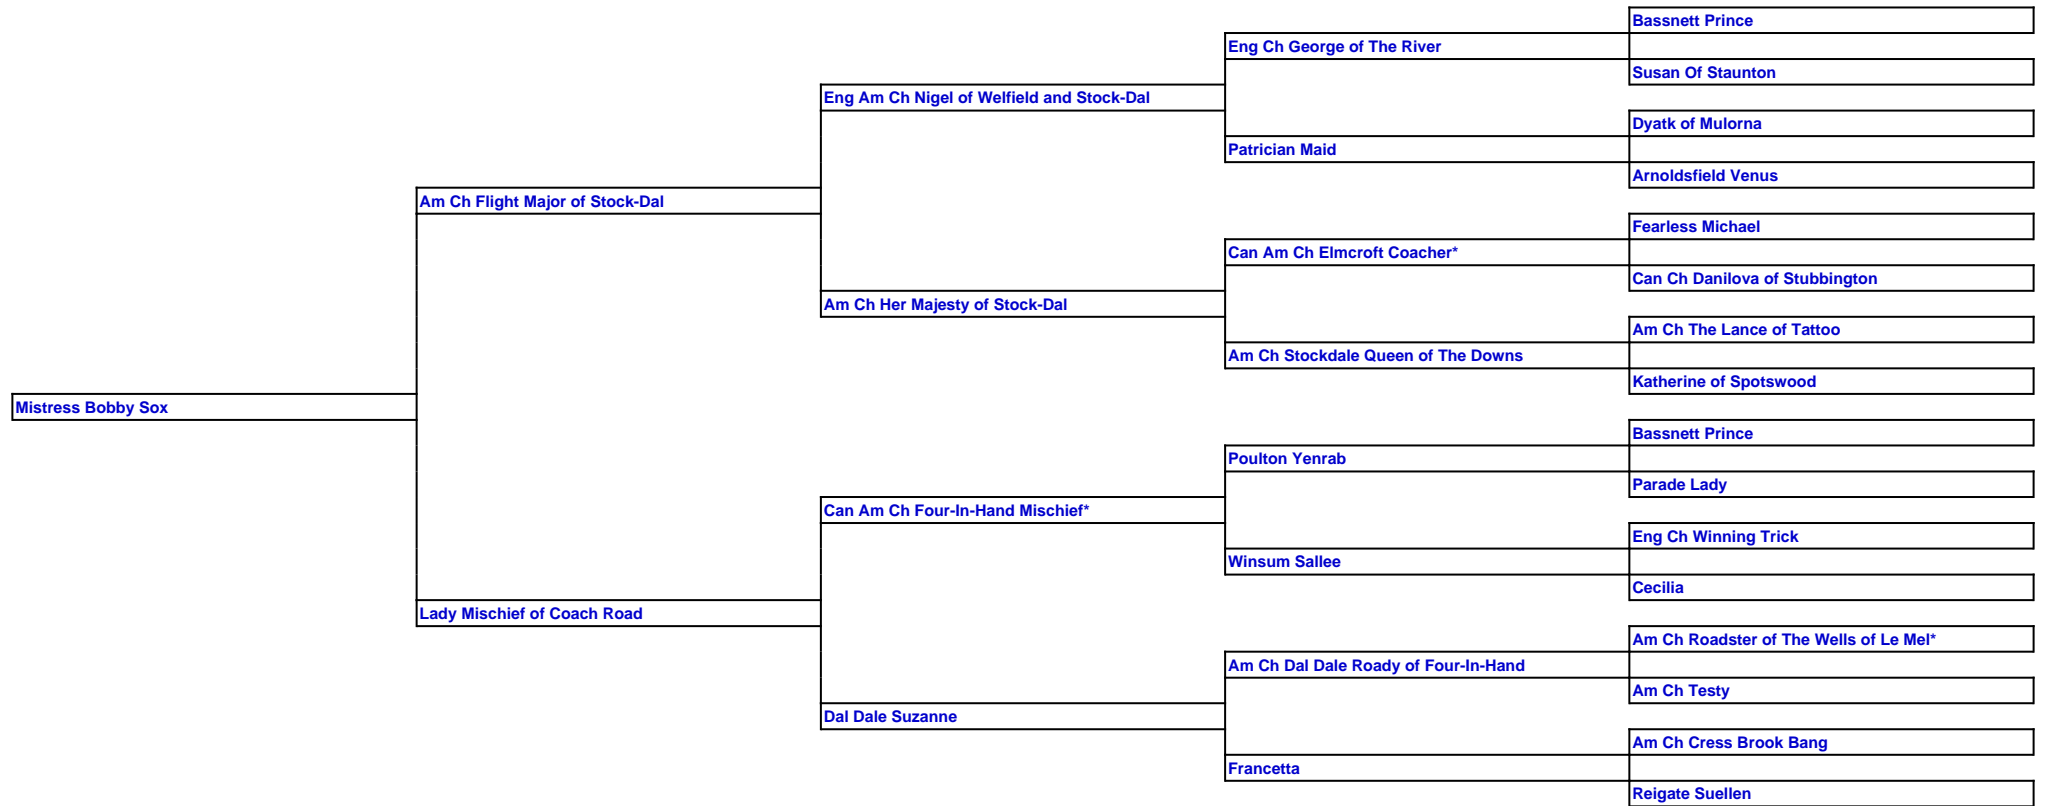 Bassnett Prince
Eng Ch George of The River
Susan Of Staunton
Eng Am Ch Nigel of Welfield and Stock-Dal
Dyatk of Mulorna
Patrician Maid
Arnoldsfield Venus
Am Ch Flight Major of Stock-Dal
Fearless Michael
Can Am Ch Elmcroft Coacher*
Can Ch Danilova of Stubbington
Am Ch Her Majesty of Stock-Dal
Am Ch The Lance of Tattoo
Am Ch Stockdale Queen of The Downs
Katherine of Spotswood
Mistress Bobby Sox
Bassnett Prince
Poulton Yenrab
Parade Lady
Can Am Ch Four-In-Hand Mischief*
Eng Ch Winning Trick
Winsum Sallee
Cecilia
Lady Mischief of Coach Road
Am Ch Roadster of The Wells of Le Mel*
Am Ch Dal Dale Roady of Four-In-Hand
Am Ch Testy
Dal Dale Suzanne
Am Ch Cress Brook Bang
Francetta
Reigate Suellen